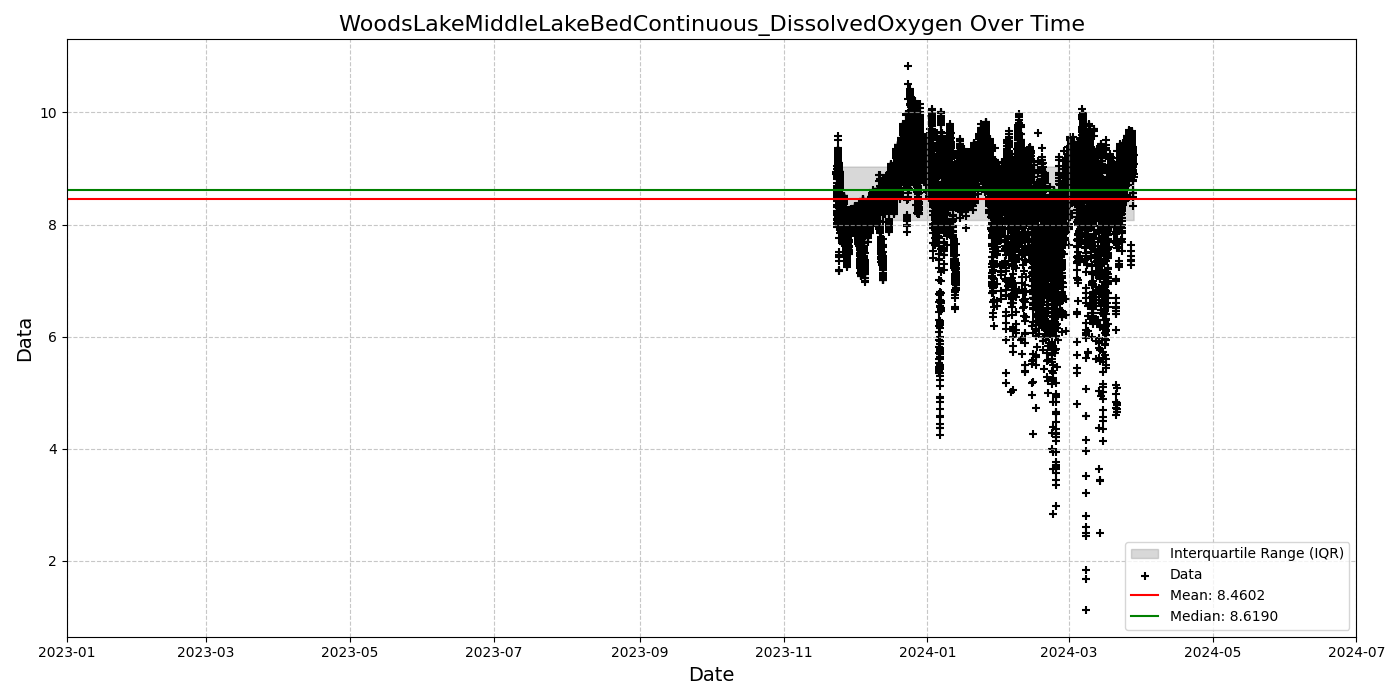 WoodsLakeMiddleLakeBedContinuous_DissolvedOxygen Over Time
Data
10
8
6
4
2
Interquartile Range (IQR)
Data
Mean: 8.4602
Median: 8.6190
2023-01 2023-03 2023-05 2023-07 2023-09 2023-11 2024-01 2024-03 2024-05 2024-07
Date